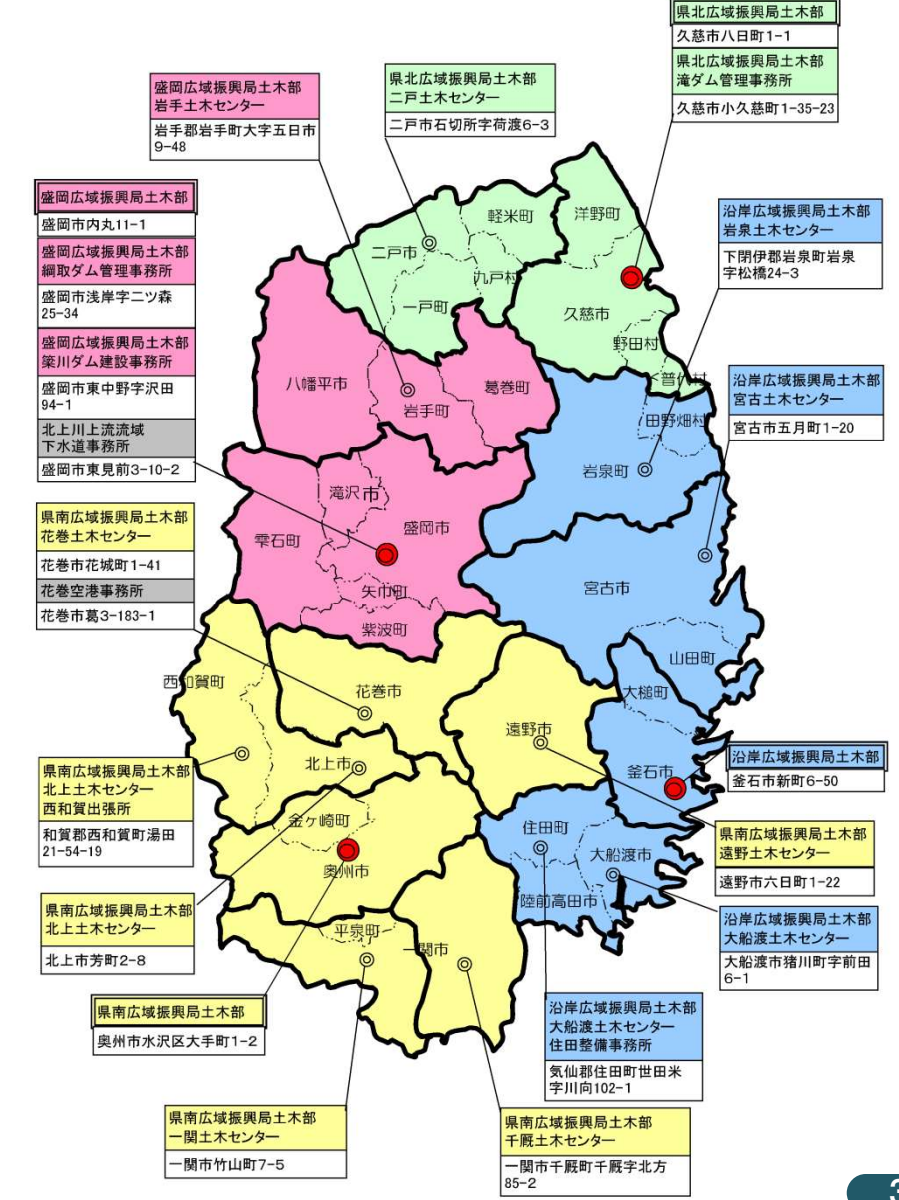 県北広域振興局土木部
久慈市八日町1-1
県北広域振興局土木部
滝ダム管理事務所
久慈市小久慈町1-35-23
県北広域振興局土木部
二戸土木センター
二戸市石切所字荷渡6-3
盛岡広域振興局土木部
岩手土木センター
岩手郡岩手町大字五日市
9-48
盛岡広域振興局土木部
盛岡市内丸11-1
盛岡広域振興局土木部
綱取ダム管理事務所
盛岡市浅岸字二ツ森
25-34
盛岡広域振興局土木部
簗川ダム建設事務所
盛岡市東中野字沢田
94-1
北上川上流流域
下水道事務所
盛岡市東見前3-10-2
県南広域振興局土木部
花巻土木センター
花巻市花城町1-41
花巻空港事務所
花巻市葛3-183-1
県南広域振興局土木部
北上土木センター
西和賀出張所
和賀郡西和賀町湯田
21-54-19
県南広域振興局土木部
北上土木センター
北上市芳町2-8
県南広域振興局土木部
奥州市水沢区大手町1-2
県南広域振興局土木部
一関土木センター
一関市竹山町7-5
県南広域振興局土木部
千厩土木センター
一関市千厩町千厩字北方
85-2
沿岸広域振興局土木部
岩泉土木センター
下閉伊郡岩泉町岩泉
字松橋24-3
沿岸広域振興局土木部
宮古土木センター
宮古市五月町1-20
沿岸広域振興局土木部
釜石市新町6-50
県南広域振興局土木部
遠野土木センター
遠野市六日町1-22
沿岸広域振興局土木部
大船渡土木センター
大船渡市猪川町字前田
6-1
沿岸広域振興局土木部
大船渡土木センター
住田整備事務所
気仙郡住田町世田米
字川向102-1
洋野町
軽米町
二戸市
九戸村
一戸町
久慈市
野田村
普代村
八幡平市
岩手町
葛巻町
田野畑村
岩泉町
滝沢市
盛岡市
雫石町
矢巾町
紫波町
宮古市
山田町
大槌町
西和賀町
花巻市
遠野市
北上市
釜石市
金ヶ崎町
奥州市
住田町
大船渡市
陸前高田市
平泉町
一関市
3